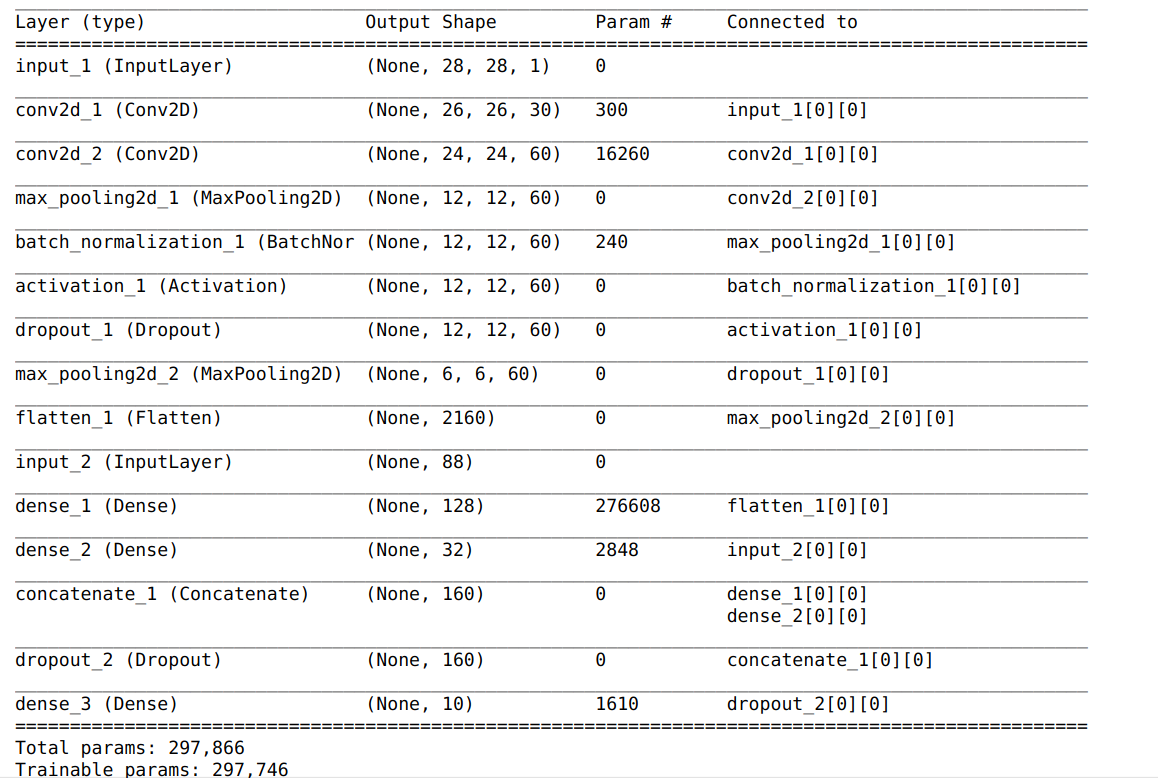 Layer (type) Output Shape Param # Connected to
input_1 (InputLayer) (None, 28, 28, 1) 0
conv2d_1 (Conv2D) (None, 26, 26, 30) 300 input_1[0][0]
conv2d_2 (Conv2D) (None, 24, 24, 60) 16260 conv2d_1[0][0]
max_pooling2d_1 (MaxPooling2D) (None, 12, 12, 60) 0 conv2d_2[0][0]
batch_normalization_1 (BatchNor (None, 12, 12, 60) 240 max_pooling2d_1[0][0]
activation_1 (Activation) (None, 12, 12, 60) 0 batch_normalization_1[0][0]
dropout_1 (Dropout) (None, 12, 12, 60) 0 activation_1[0][0]
max_pooling2d_2 (MaxPooling2D) (None, 6, 6, 60) 0 dropout_1[0][0]
flatten_1 (Flatten) (None, 2160) 0 max_pooling2d_2[0][0]
input_2 (InputLayer) (None, 88) 0
dense_1 (Dense) (None, 128) 276608 flatten_1[0][0]
dense_2 (Dense) (None, 32) 2848 input_2[0][0]
concatenate_1 (Concatenate) (None, 160) 0 dense_1[0][0]
dense_2[0][0]
dropout_2 (Dropout) (None, 160) 0 concatenate_1[0][0]
dense_3 (Dense) (None, 10) 1610 dropout_2[0][0]
Total params: 297,866
Trainable params: 297,746